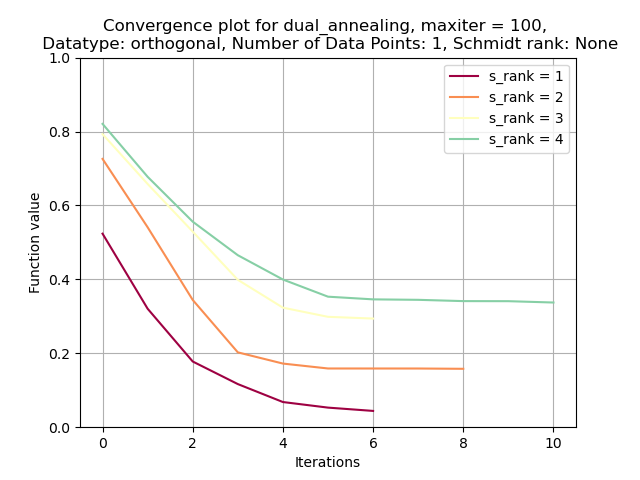 Convergence plot for dual_annealing, maxiter = 100,
Datatype: orthogonal, Number of Data Points: 1, Schmidt rank: None
1.0
0.8
0.6
0.4
0.2
0.0
Function value
s_rank = 1
s_rank = 2
s_rank = 3
s_rank = 4
0 2 4 6 8 10
Iterations